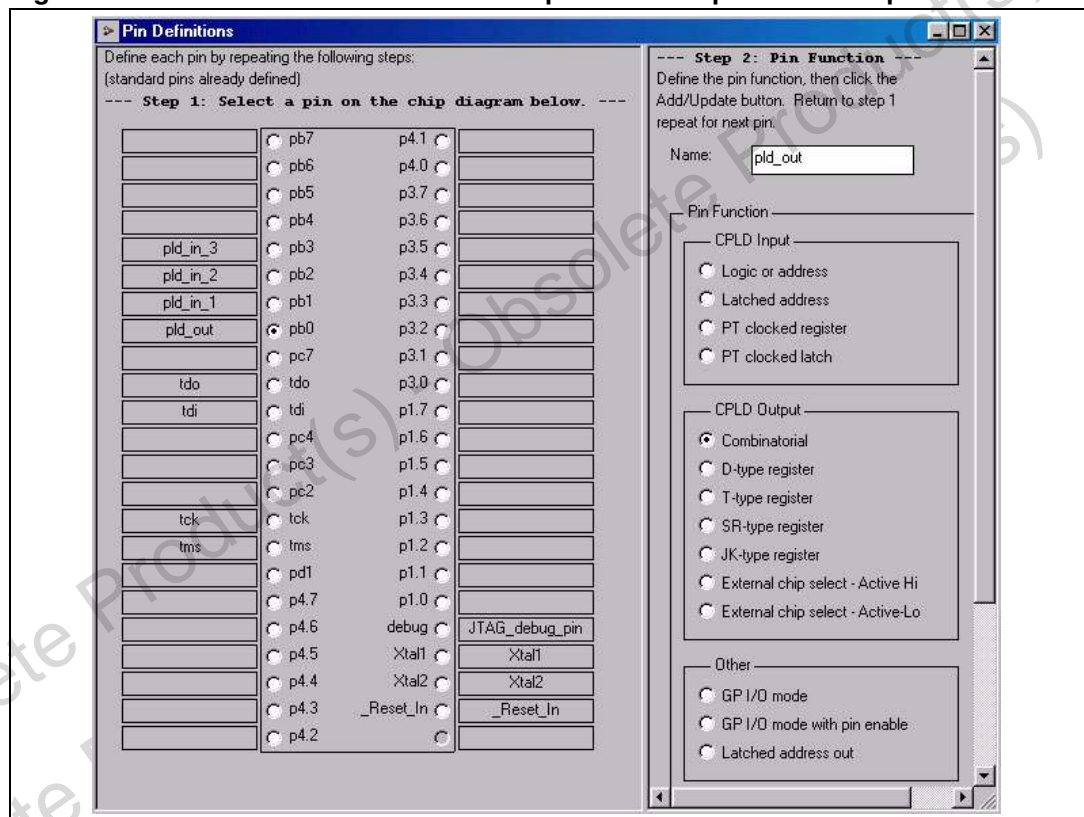 Pin Definitions
Define each pin by repeating the following steps:
(standard pins already defined)
--- Step 1: Select a pin on the chip diagram below. ---
pb7 p4.1
pb6 p4.0
pb5 p3.7
pb4 p3.6
pld_in_3 pb3 p3.5
pld_in_2 pb2 p3.4
pld_in_1 pb1 p3.3
pld_out pb0 p3.2
pc7 p3.1
tdo tdo p3.0
tdi tdi p1.7
pc4 p1.6
pc3 p1.5
pc2 p1.4
tck tck p1.3
tms tms p1.2
pd1 p1.1
p4.7 p1.0
p4.6 debug JTAG_debug_pin
p4.5 Xtal1 Xtal1
p4.4 Xtal2 Xtal2
p4.3 _Reset_In _Reset_In
p4.2
--- Step 2: Pin Function ---
Define the pin function, then click the
Add/Update button. Return to step 1
repeat for next pin.
Name: pld_out
Pin Function
CPLD Input
Logic or address
Latched address
PT clocked register
PT clocked latch
CPLD Output
Combinatorial
D-type register
T-type register
SR-type register
JK-type register
External chip select - Active Hi
External chip select - Active-Lo
Other
GP I/O mode
GP I/O mode with pin enable
Latched address out
Product(s) - Obsolete Product(s)